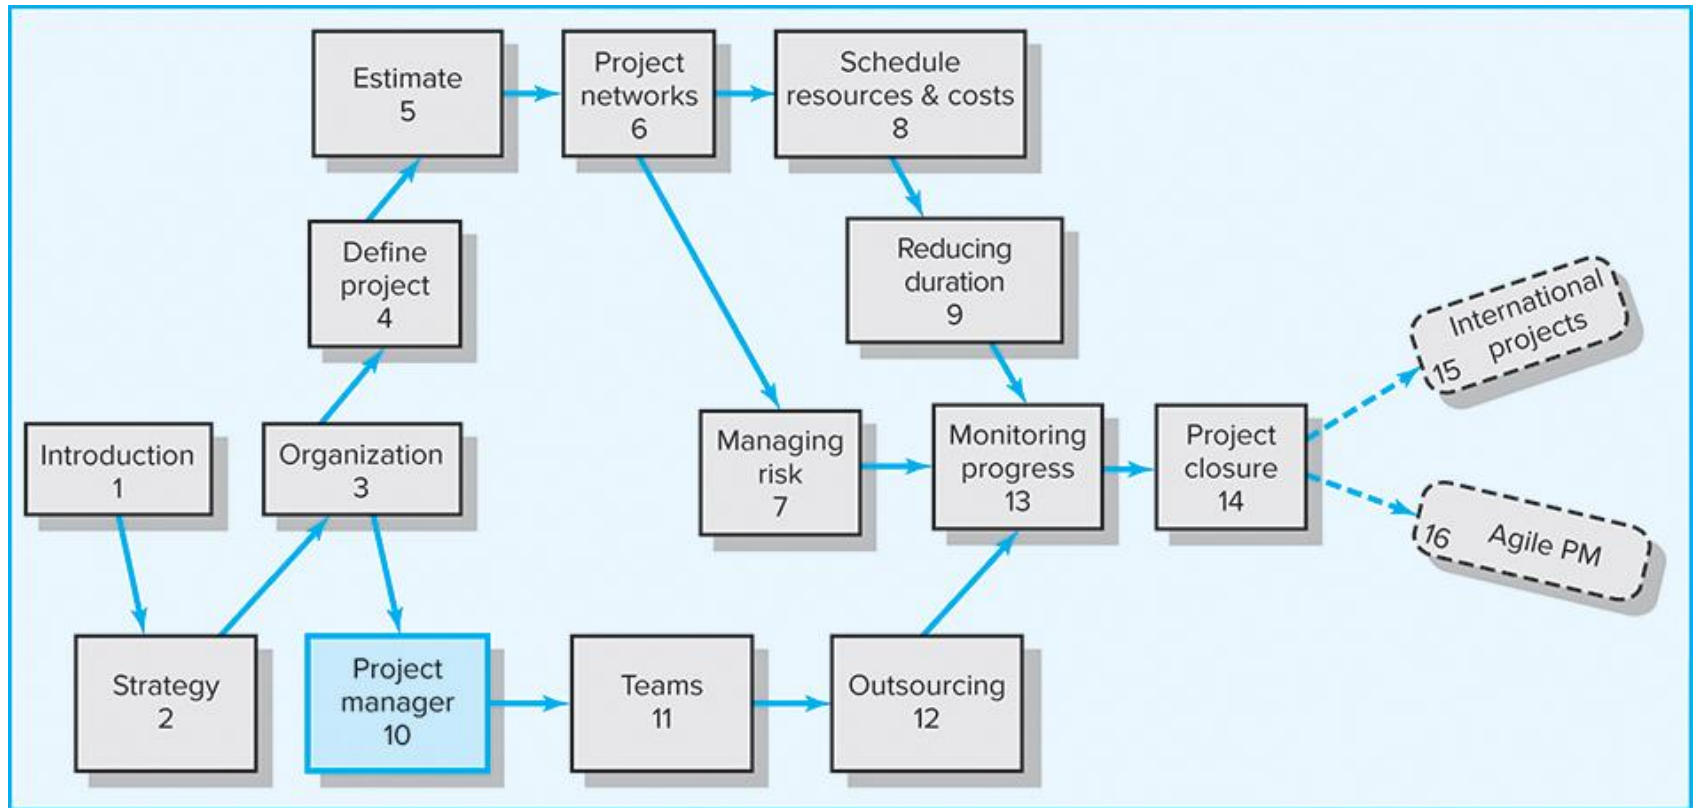 Estimate
5
Project
networks
6
Schedule
resources & costs
8
Define
project
4
Reducing
duration
9
International
projects
15
Introduction
1
Organization
3
Managing
risk
7
Monitoring
progress
13
Project
closure
14
16 Agile PM
Strategy
2
Project
manager
10
Teams
11
Outsourcing
12